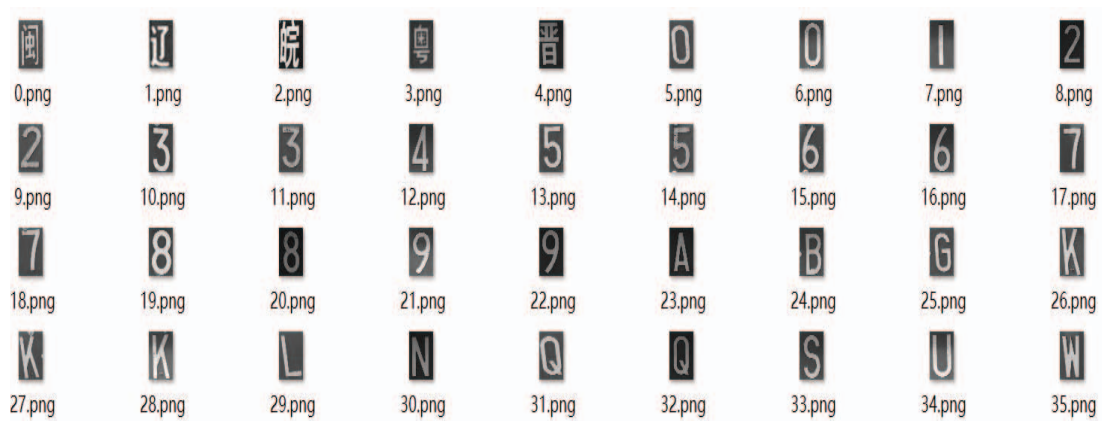 闽 辽 皖 粤 晋 0 0 1 2
0.png 1.png 2.png 3.png 4.png 5.png 6.png 7.png 8.png
2 3 3 4 5 5 6 6 7
9.png 10.png 11.png 12.png 13.png 14.png 15.png 16.png 17.png
7 8 8 9 9 A B G K
18.png 19.png 20.png 21.png 22.png 23.png 24.png 25.png 26.png
K K L N Q Q S U W
27.png 28.png 29.png 30.png 31.png 32.png 33.png 34.png 35.png